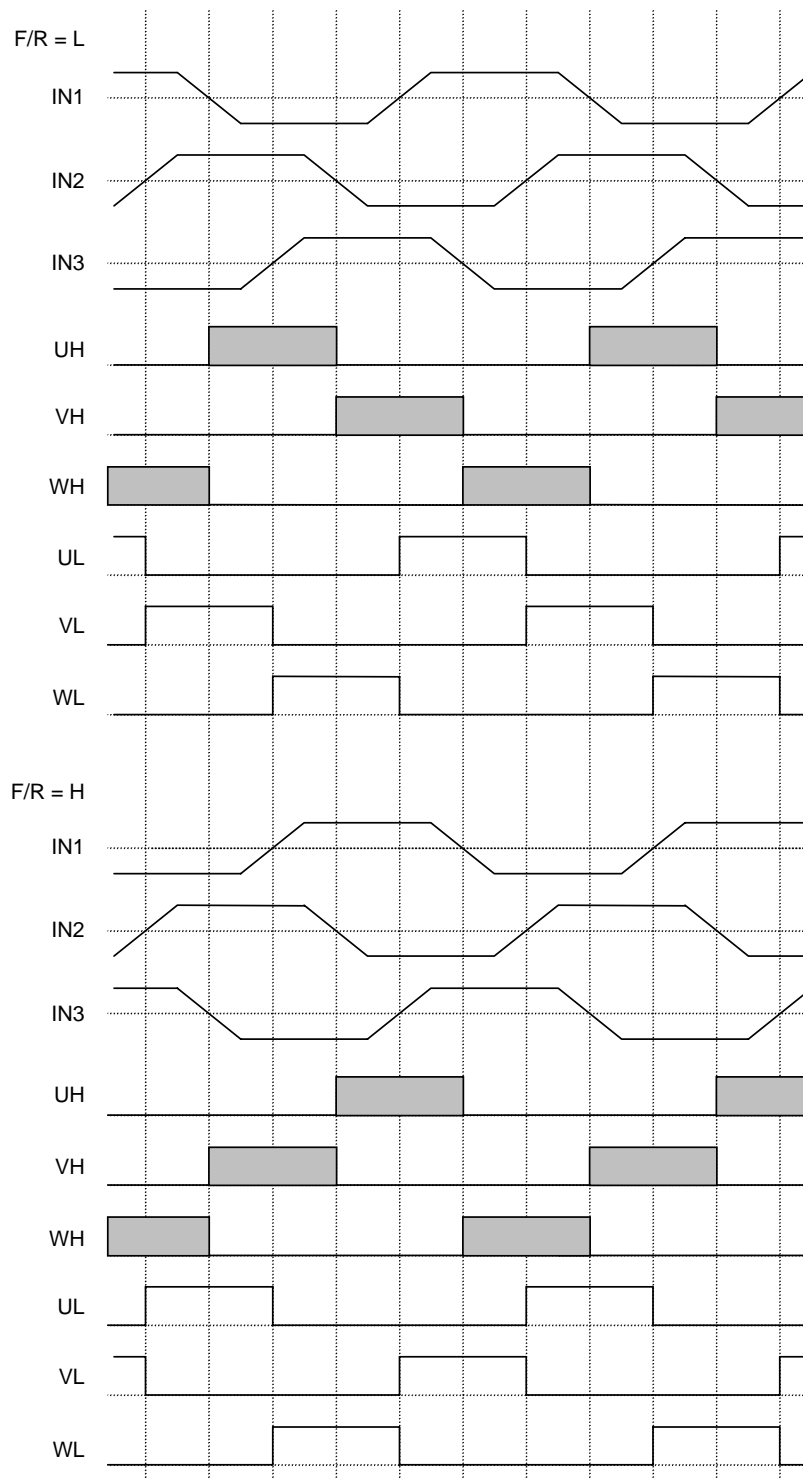 F/R = L
IN1
IN2
IN3
UH
VH
WH
UL
VL
WL
F/R = H
IN1
IN2
IN3
UH
VH
WH
UL
VL
WL